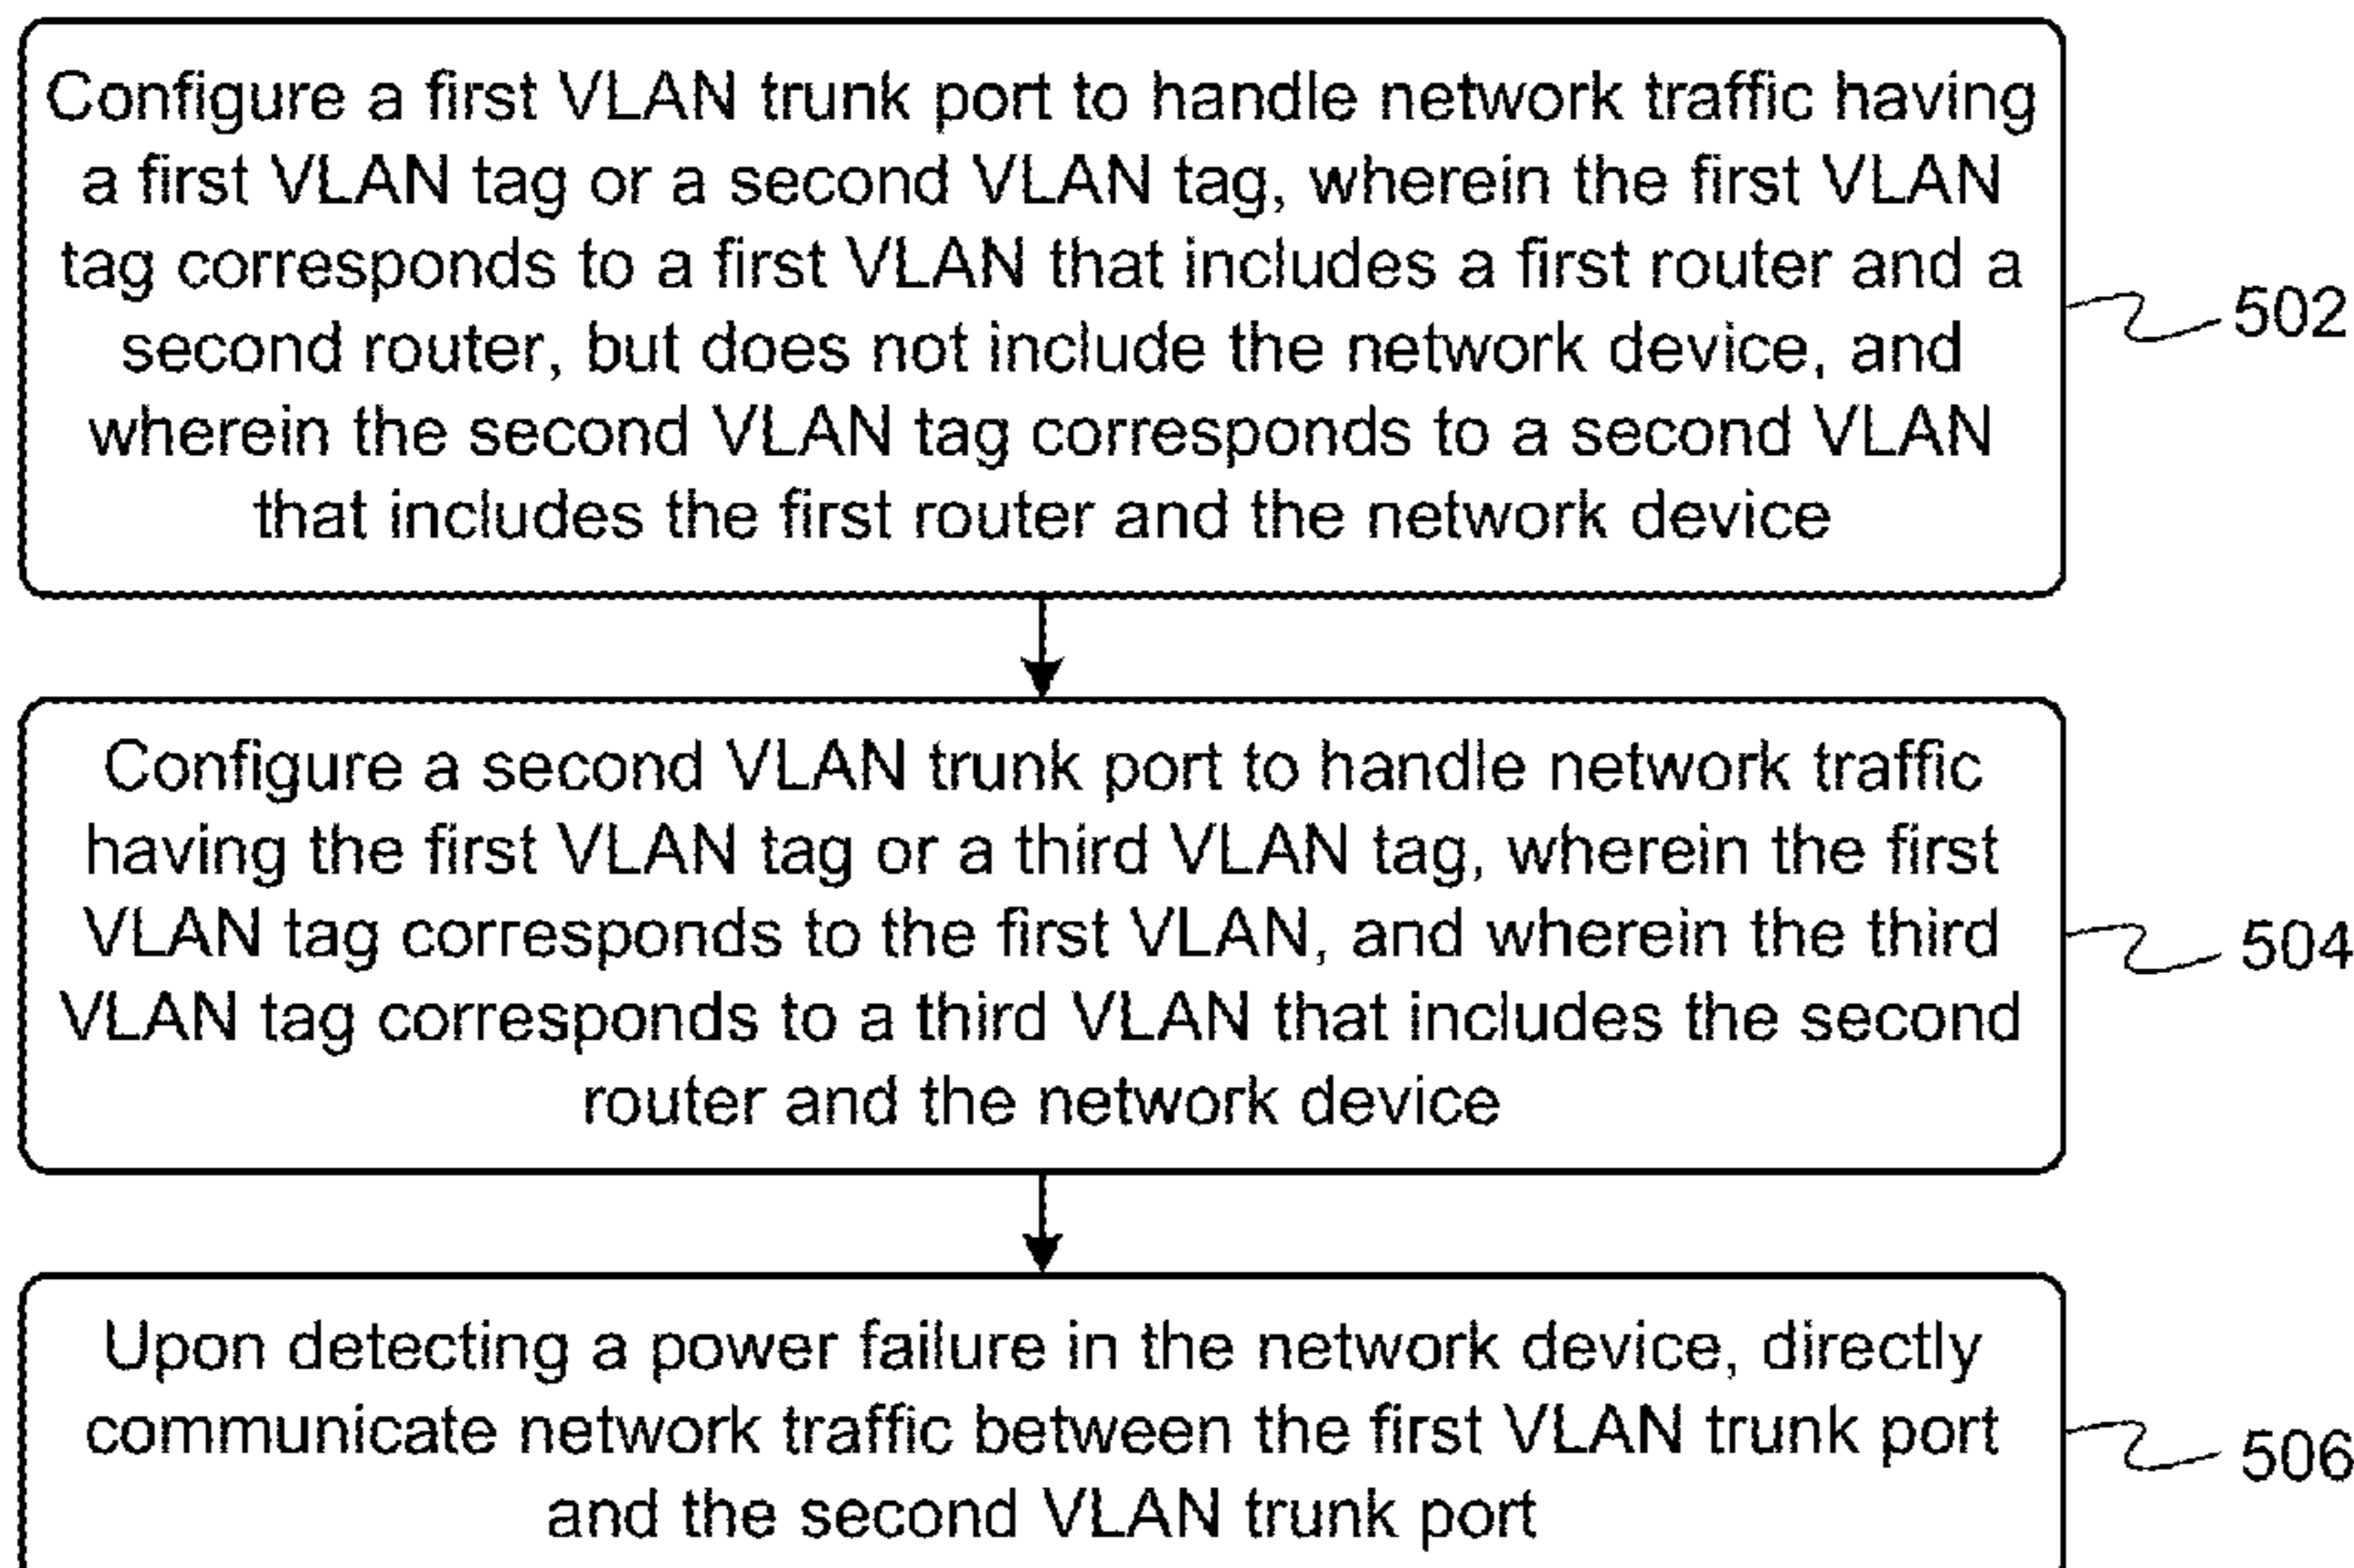 Configure a first VLAN trunk port to handle network traffic having
a first VLAN tag or a second VLAN tag, wherein the first VLAN
tag corresponds to a first VLAN that includes a first router and a
second router, but does not include the network device, and
wherein the second VLAN tag corresponds to a second VLAN
that includes the first router and the network device
502
Configure a second VLAN trunk port to handle network traffic
having the first VLAN tag or a third VLAN tag, wherein the first
VLAN tag corresponds to the first VLAN, and wherein the third
VLAN tag corresponds to a third VLAN that includes the second
router and the network device
504
Upon detecting a power failure in the network device, directly
communicate network traffic between the first VLAN trunk port
and the second VLAN trunk port
506